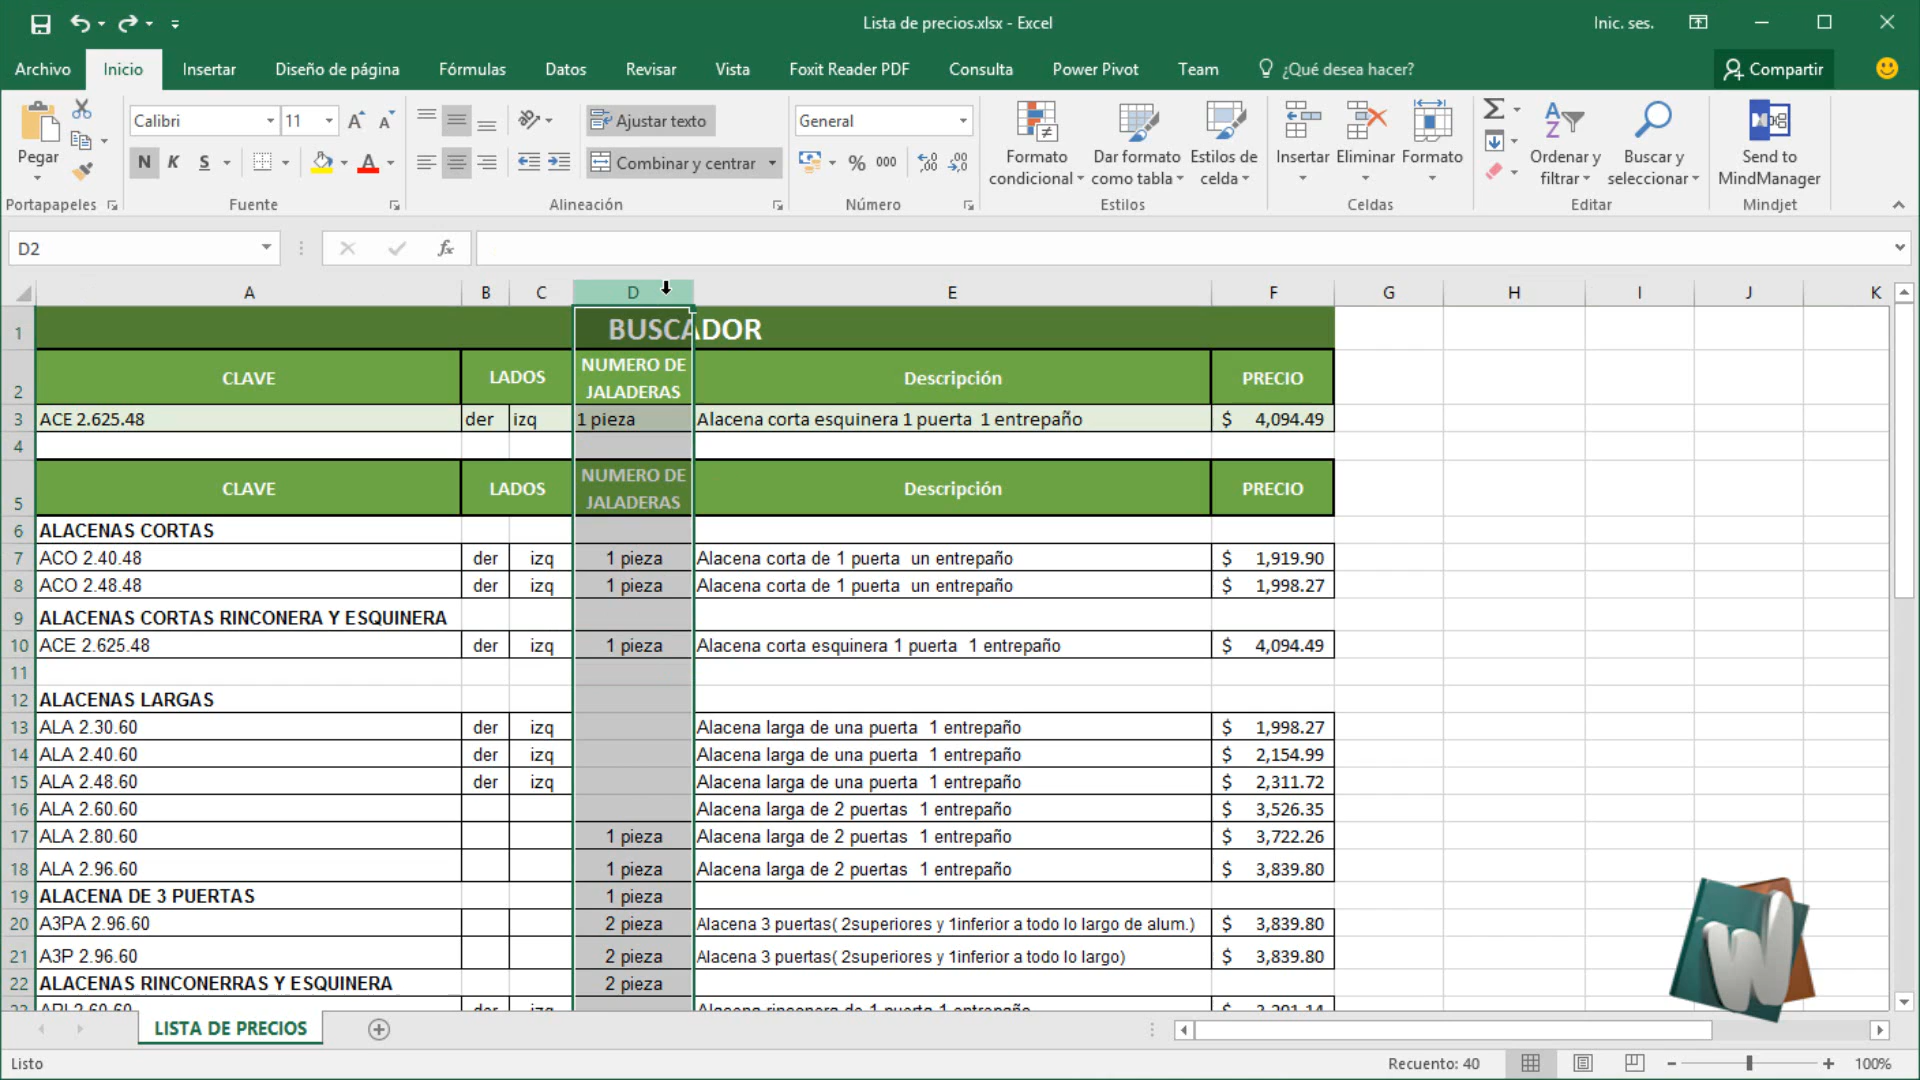 Lista de precios.xlsx - Excel
Inic. ses.
Archivo Inicio Insertar Diseño de página Fórmulas Datos Revisar Vista Foxit Reader PDF Consulta Power Pivot Team ¿Qué desea hacer? Compartir
Pegar
Portapapeles
Calibri 11
N K S
Fuente
Ajustar texto
Combinar y centrar
Alineación
General
% 000
Número
Formato condicional
Dar formato como tabla
Estilos de celda
Estilos
Insertar Eliminar Formato
Celdas
Ordenar y filtrar
Buscar y seleccionar
Editar
Send to MindManager
Mindjet
D2
fx
A B C D E F G H I J K
1 BUSCADOR
2 CLAVE LADOS NUMERO DE JALADERAS Descripción PRECIO
3 ACE 2.625.48 der izq 1 pieza Alacena corta esquinera 1 puerta 1 entrepaño $ 4,094.49
4
5 CLAVE LADOS NUMERO DE JALADERAS Descripción PRECIO
6 ALACENAS CORTAS
7 ACO 2.40.48 der izq 1 pieza Alacena corta de 1 puerta un entrepaño $ 1,919.90
8 ACO 2.48.48 der izq 1 pieza Alacena corta de 1 puerta un entrepaño $ 1,998.27
9 ALACENAS CORTAS RINCONERA Y ESQUINERA
10 ACE 2.625.48 der izq 1 pieza Alacena corta esquinera 1 puerta 1 entrepaño $ 4,094.49
11
12 ALACENAS LARGAS
13 ALA 2.30.60 der izq Alacena larga de una puerta 1 entrepaño $ 1,998.27
14 ALA 2.40.60 der izq Alacena larga de una puerta 1 entrepaño $ 2,154.99
15 ALA 2.48.60 der izq Alacena larga de una puerta 1 entrepaño $ 2,311.72
16 ALA 2.60.60 Alacena larga de 2 puertas 1 entrepaño $ 3,526.35
17 ALA 2.80.60 1 pieza Alacena larga de 2 puertas 1 entrepaño $ 3,722.26
18 ALA 2.96.60 1 pieza Alacena larga de 2 puertas 1 entrepaño $ 3,839.80
19 ALACENA DE 3 PUERTAS 1 pieza
20 A3PA 2.96.60 2 pieza Alacena 3 puertas( 2superiores y 1inferior a todo lo largo de alum.) $ 3,839.80
21 A3P 2.96.60 2 pieza Alacena 3 puertas( 2superiores y 1inferior a todo lo largo) $ 3,839.80
22 ALACENAS RINCONERRAS Y ESQUINERA 2 pieza
LISTA DE PRECIOS
Listo
Recuento: 40
100%
W